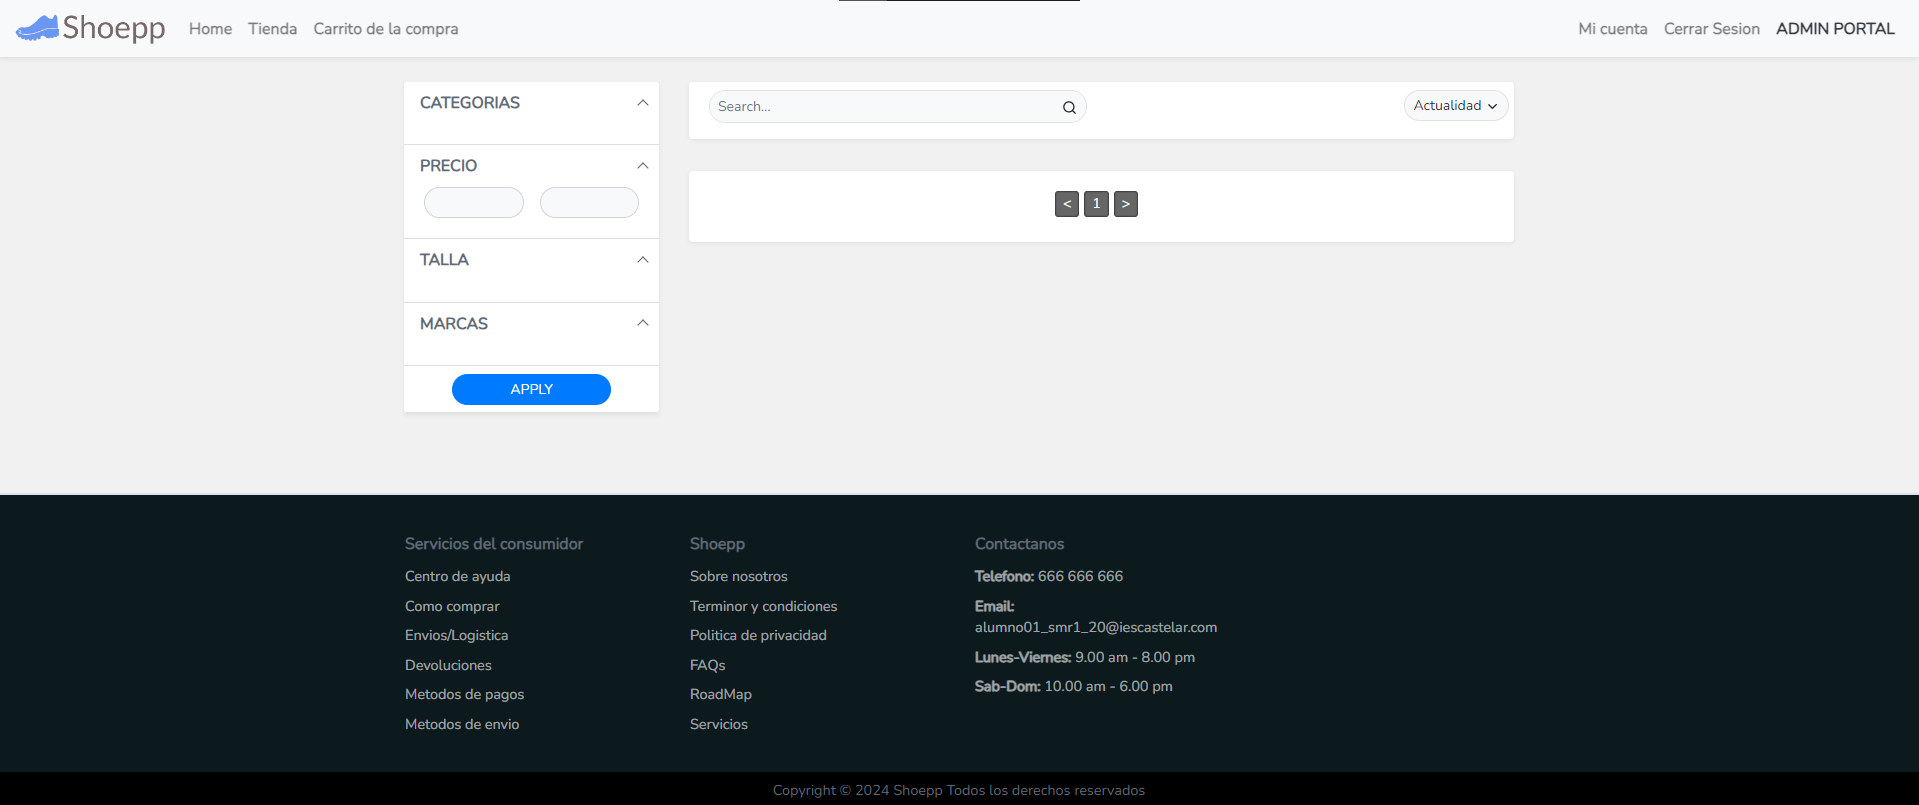 Shoepp Home Tienda Carrito de la compra Mi cuenta Cerrar Sesion ADMIN PORTAL
CATEGORIAS
PRECIO
TALLA
MARCAS
APPLY
Search... Actualidad
< 1 >
Servicios del consumidor
Centro de ayuda
Como comprar
Envios/Logistica
Devoluciones
Metodos de pagos
Metodos de envio
Shoepp
Sobre nosotros
Terminor y condiciones
Politica de privacidad
FAQs
RoadMap
Servicios
Contactanos
Telefono: 666 666 666
Email:
alumno01_smr1_20@iescastelar.com
Lunes-Viernes: 9.00 am - 8.00 pm
Sab-Dom: 10.00 am - 6.00 pm
Copyright © 2024 Shoepp Todos los derechos reservados